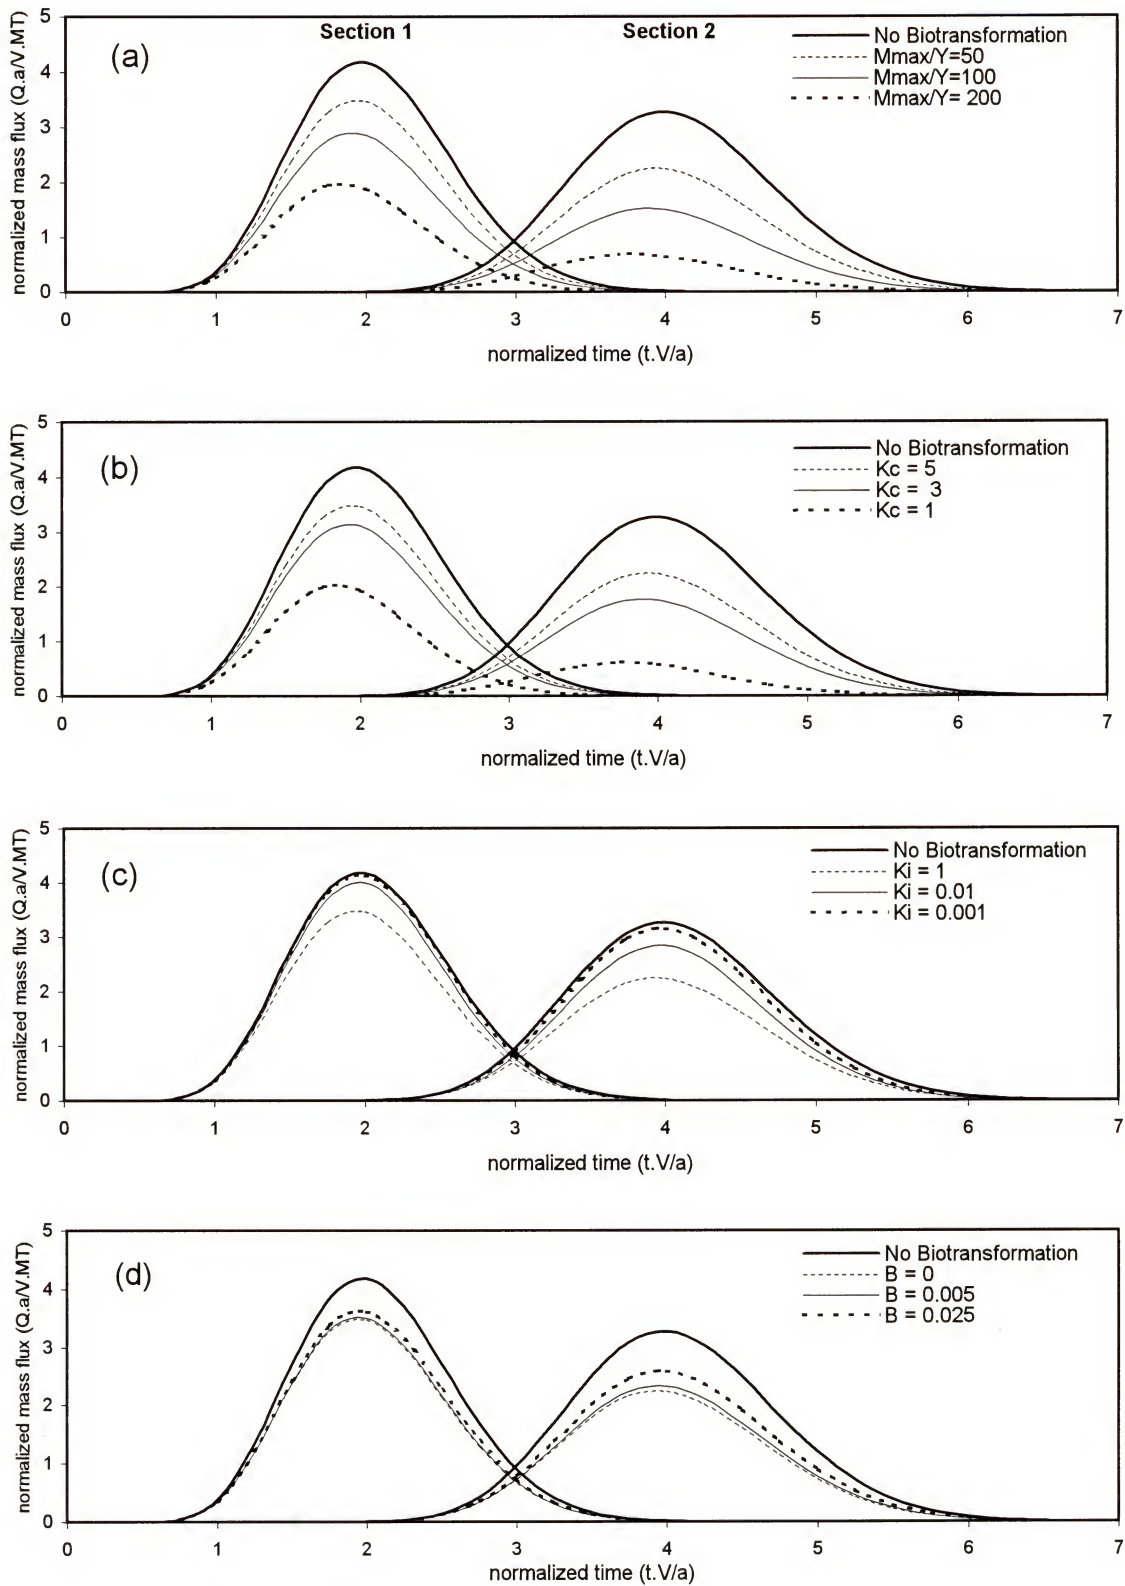 Section 1 Section 2
(a)
No Biotransformation
Mmax/Y=50
Mmax/Y=100
Mmax/Y= 200
normalized mass flux (Q.a/V.MT)
5
4
3
2
1
0
0 1 2 3 4 5 6 7
normalized time (t.V/a)
(b)
No Biotransformation
Kc = 5
Kc = 3
Kc = 1
normalized mass flux (Q.a/V.MT)
5
4
3
2
1
0
0 1 2 3 4 5 6 7
normalized time (t.V/a)
(c)
No Biotransformation
Ki = 1
Ki = 0.01
Ki = 0.001
normalized mass flux (Q.a/V.MT)
5
4
3
2
1
0
0 1 2 3 4 5 6 7
normalized time (t.V/a)
(d)
No Biotransformation
B = 0
B = 0.005
B = 0.025
normalized mass flux (Q.a/V.MT)
5
4
3
2
1
0
0 1 2 3 4 5 6 7
normalized time (t.V/a)